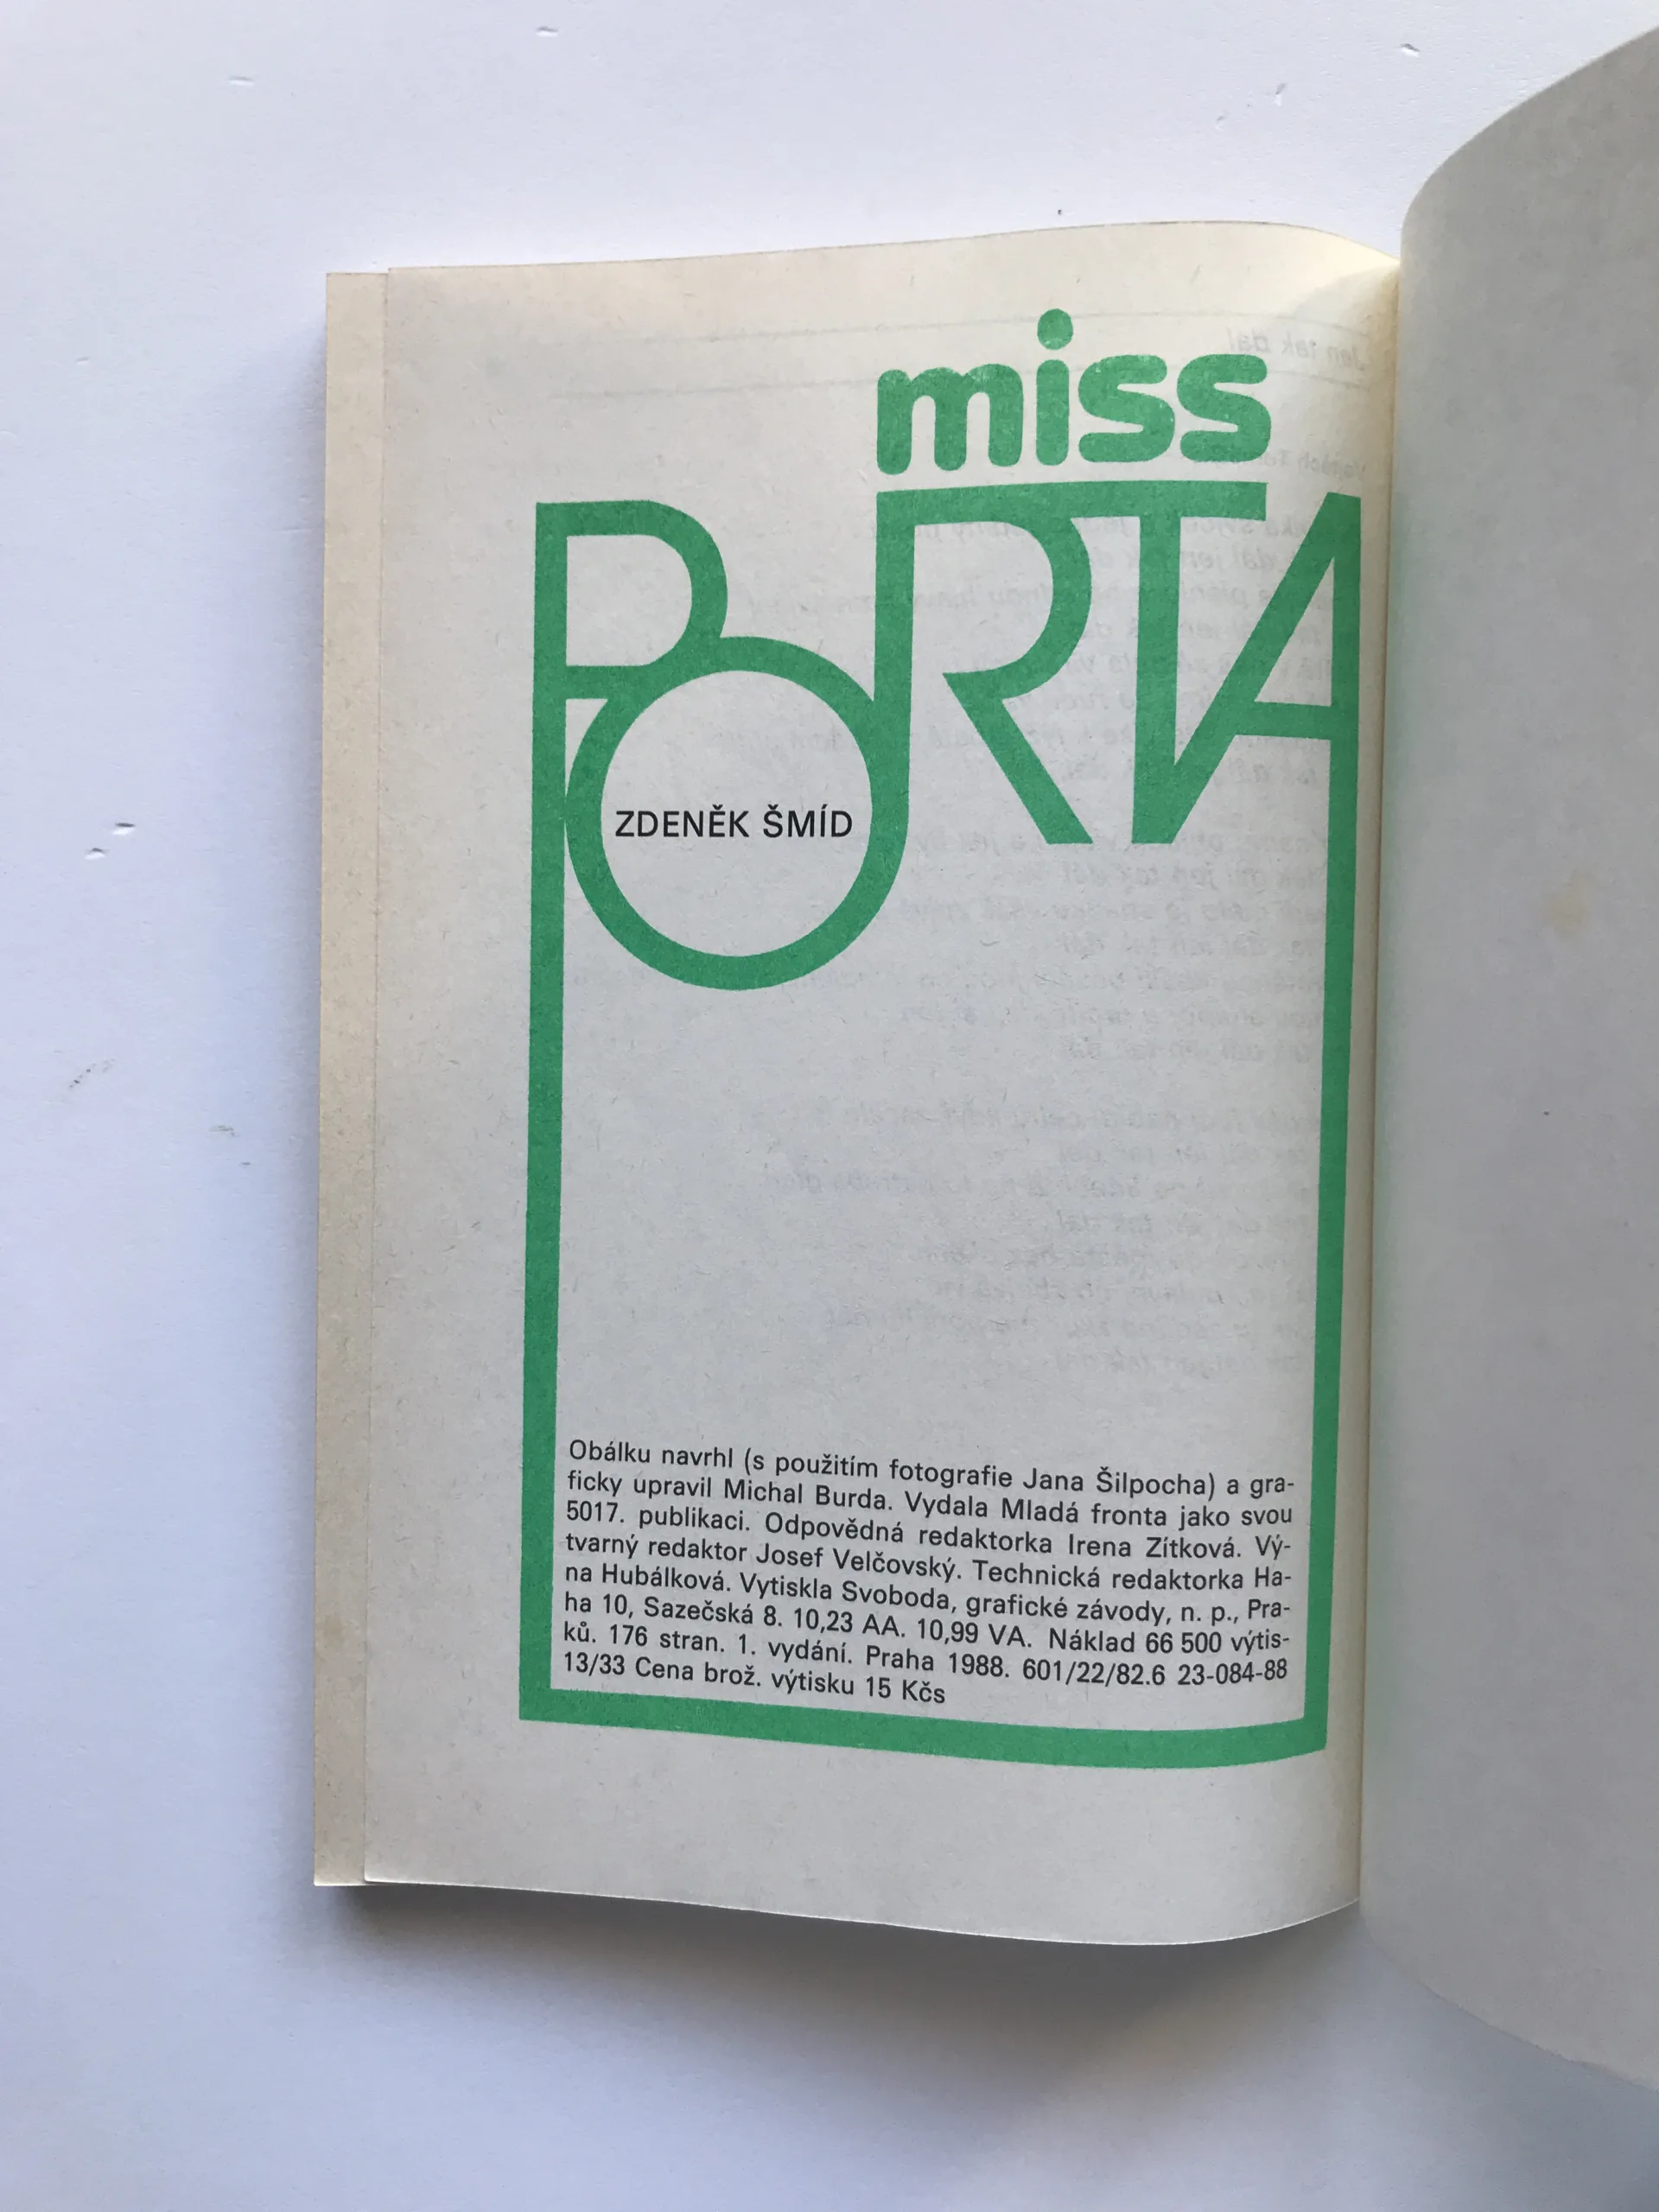 miss
PORTA
ZDENĚK ŠMÍD
Obálku navrhl (s použitím fotografie Jana Šilpocha) a gra-
ficky upravil Michal Burda. Vydala Mladá fronta jako svou
5017. publikaci. Odpovědná redaktorka Irena Zítková. Vý-
tvarný redaktor Josef Velčovský. Technická redaktorka Ha-
na Hubálková. Vytiskla Svoboda, grafické závody, n. p., Pra-
ha 10, Sazečská 8. 10,23 AA. 10,99 VA. Náklad 66 500 výtis-
ků. 176 stran. 1. vydání. Praha 1988. 601/22/82.6 23-084-88
13/33 Cena brož. výtisku 15 Kčs